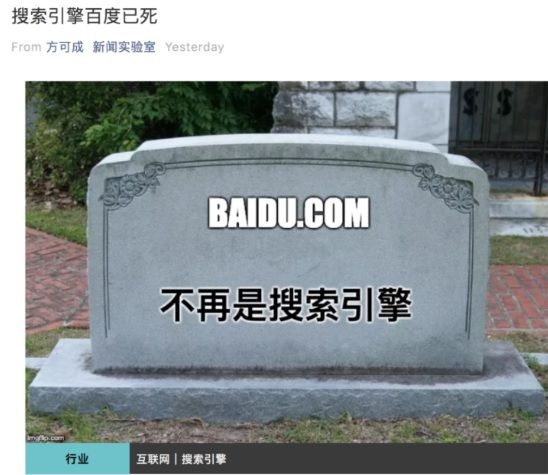 搜索引擎百度已死
From 方可成 新闻实验室 Yesterday
BAIDU.COM
不再是搜索引擎
imgflip.com
行业 互联网｜搜索引擎